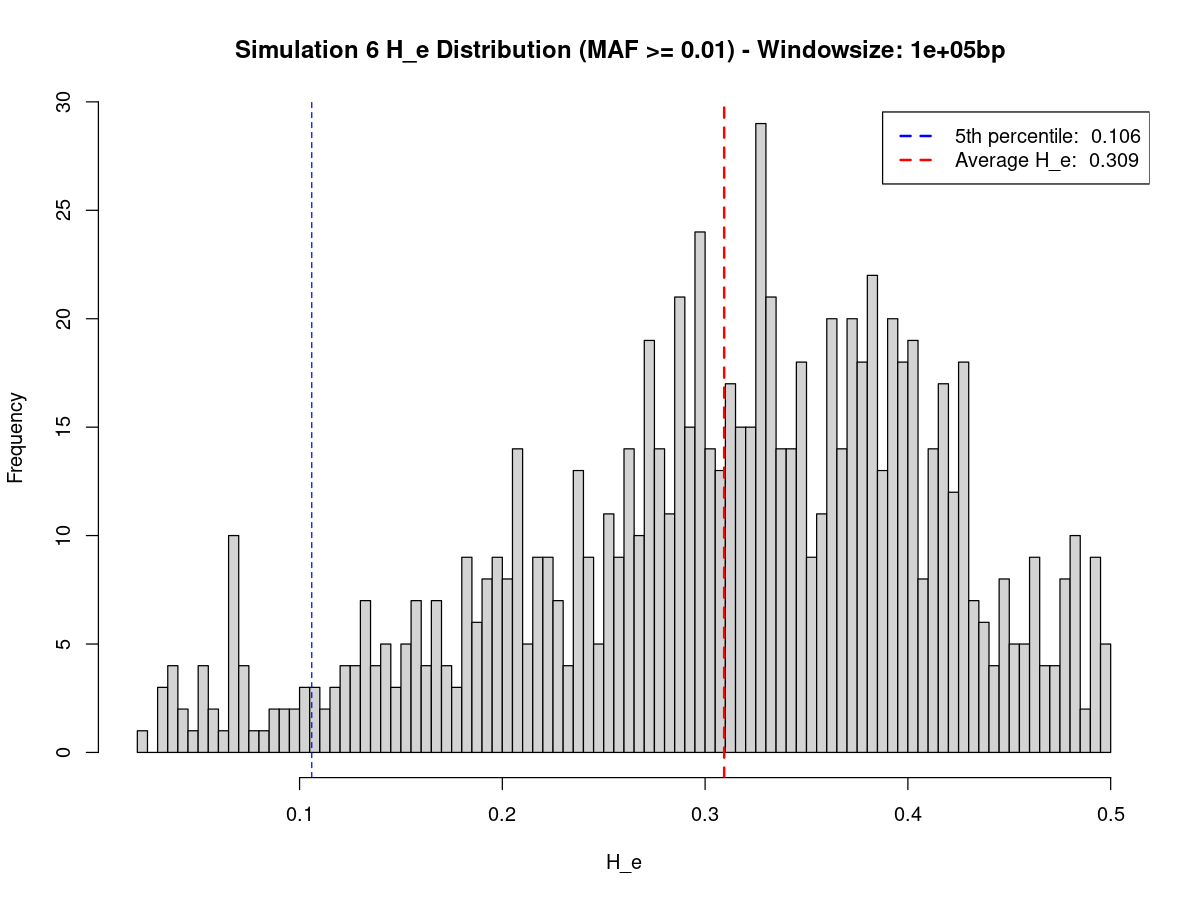 Simulation 6 H_e Distribution (MAF >= 0.01) - Windowsize: 1e+05bp
5th percentile: 0.106
Average H_e: 0.309
Frequency
30
25
20
15
10
5
0
0.1 0.2 0.3 0.4 0.5
H_e